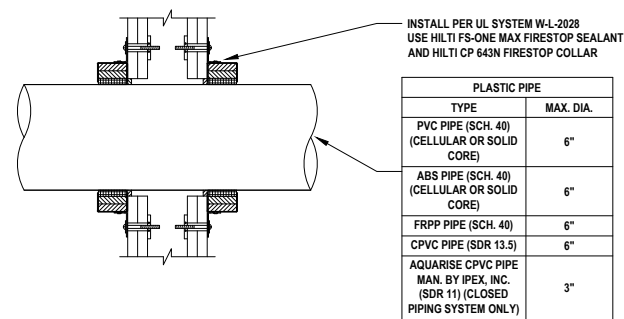 INSTALL PER UL SYSTEM W-L-2028
USE HILTI FS-ONE MAX FIRESTOP SEALANT
AND HILTI CP 643N FIRESTOP COLLAR
PLASTIC PIPE
TYPE MAX. DIA.
PVC PIPE (SCH. 40)
(CELLULAR OR SOLID
CORE)
6"
ABS PIPE (SCH. 40)
(CELLULAR OR SOLID
CORE)
6"
FRPP PIPE (SCH. 40) 6"
CPVC PIPE (SDR 13.5) 6"
AQUARISE CPVC PIPE
MAN. BY IPEX, INC.
(SDR 11) (CLOSED
PIPING SYSTEM ONLY)
3"